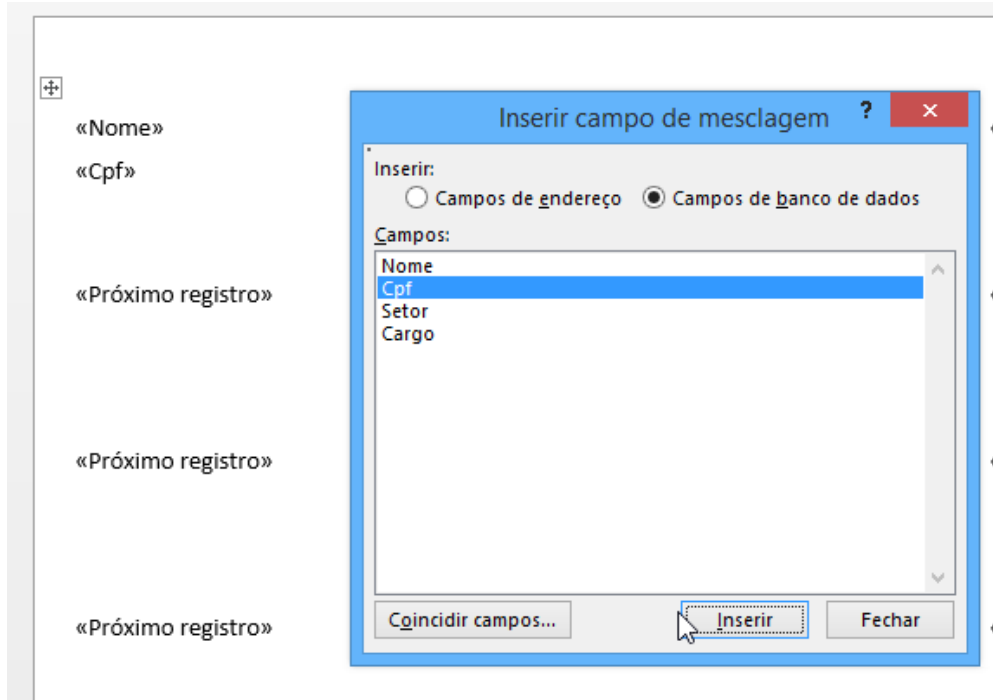 «Nome»
«Cpf»
«Próximo registro»
«Próximo registro»
«Próximo registro»
Inserir campo de mesclagem ? ×
Inserir:
Campos de endereço Campos de banco de dados
Campos:
Nome
Cpf
Setor
Cargo
Coincidir campos... Inserir Fechar